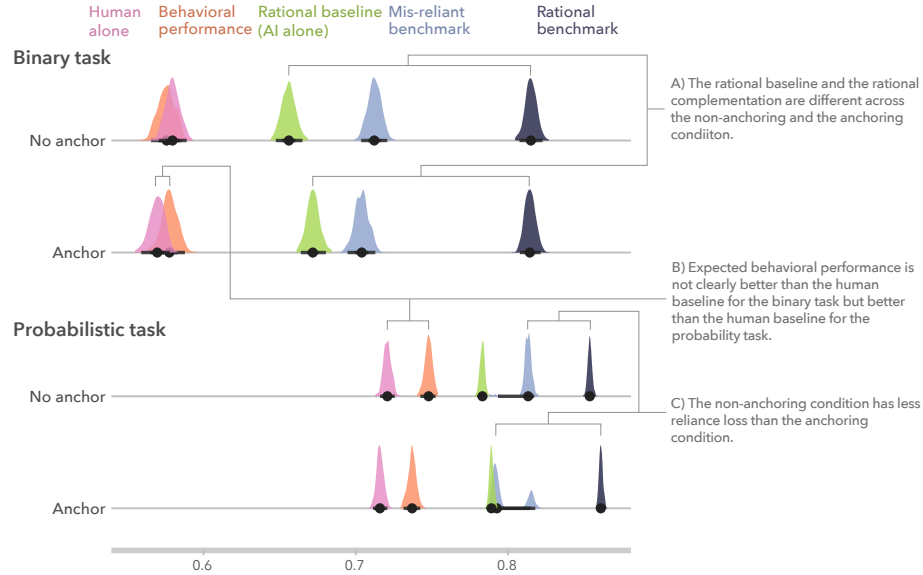 Human alone
Behavioral performance
Rational baseline (AI alone)
Mis-reliant benchmark
Rational benchmark
Binary task
A) The rational baseline and the rational
complementation are different across
the non-anchoring and the anchoring
condiiton.
No anchor
Anchor
B) Expected behavioral performance is
not clearly better than the human
baseline for the binary task but better
than the human baseline for the
probability task.
Probabilistic task
No anchor
C) The non-anchoring condition has less
reliance loss than the anchoring
condition.
Anchor
0.6
0.7
0.8